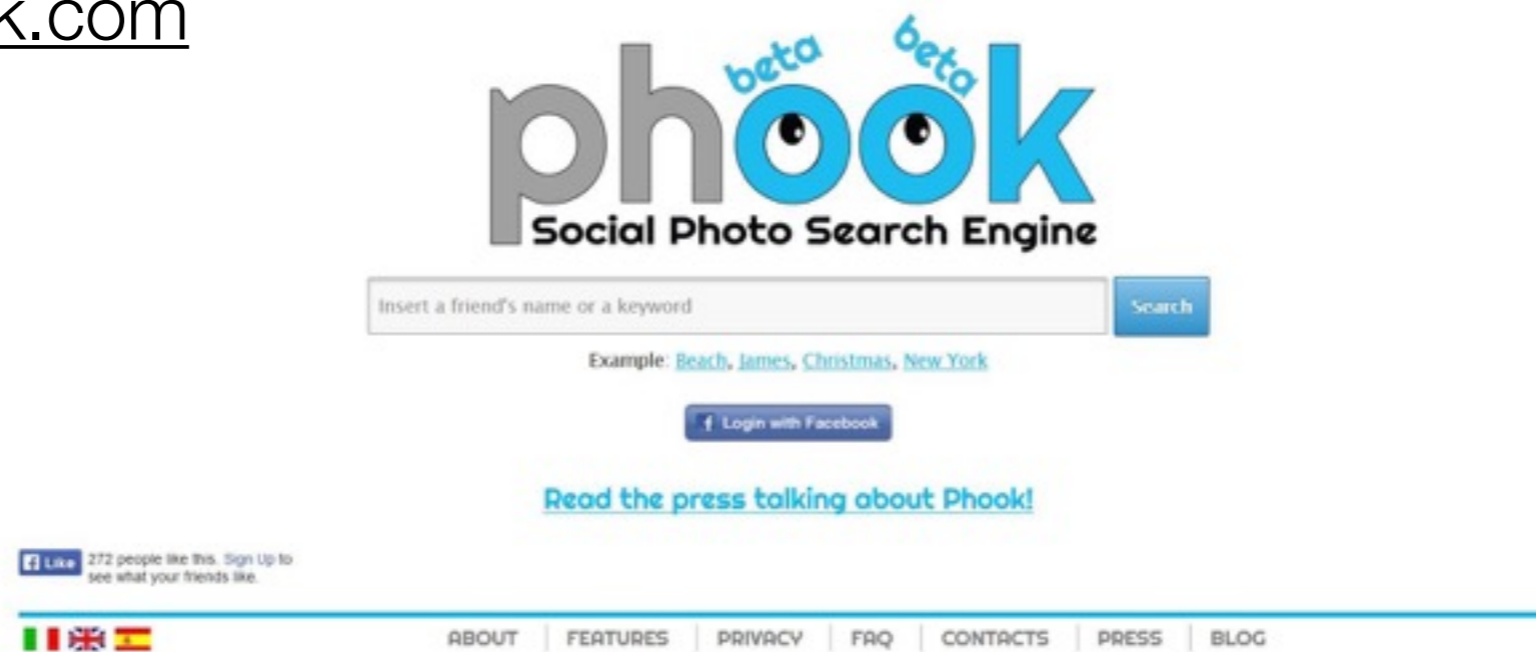 k.com
beta beta
phook
Social Photo Search Engine
Insert a friend's name or a keyword Search
Example: Beach, James, Christmas, New York
f Login with Facebook
Read the press talking about Phook!
f Like 272 people like this. Sign Up to
see what your friends like.
ABOUT FEATURES PRIVACY FAQ CONTACTS PRESS BLOG